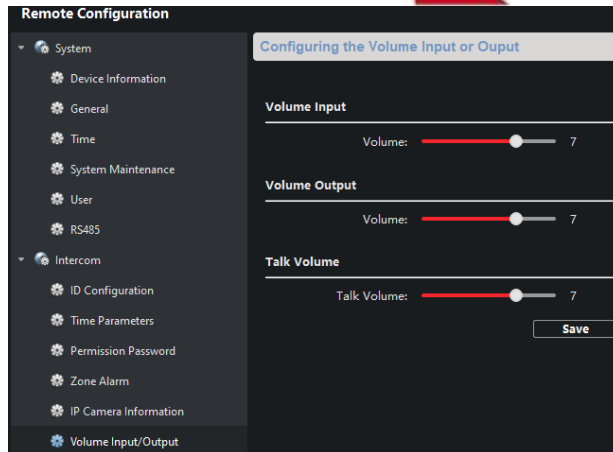 Remote Configuration
System
Device Information
General
Time
System Maintenance
User
RS485
Intercom
ID Configuration
Time Parameters
Permission Password
Zone Alarm
IP Camera Information
Volume Input/Output
Configuring the Volume Input or Ouput
Volume Input
Volume: 7
Volume Output
Volume: 7
Talk Volume
Talk Volume: 7
Save